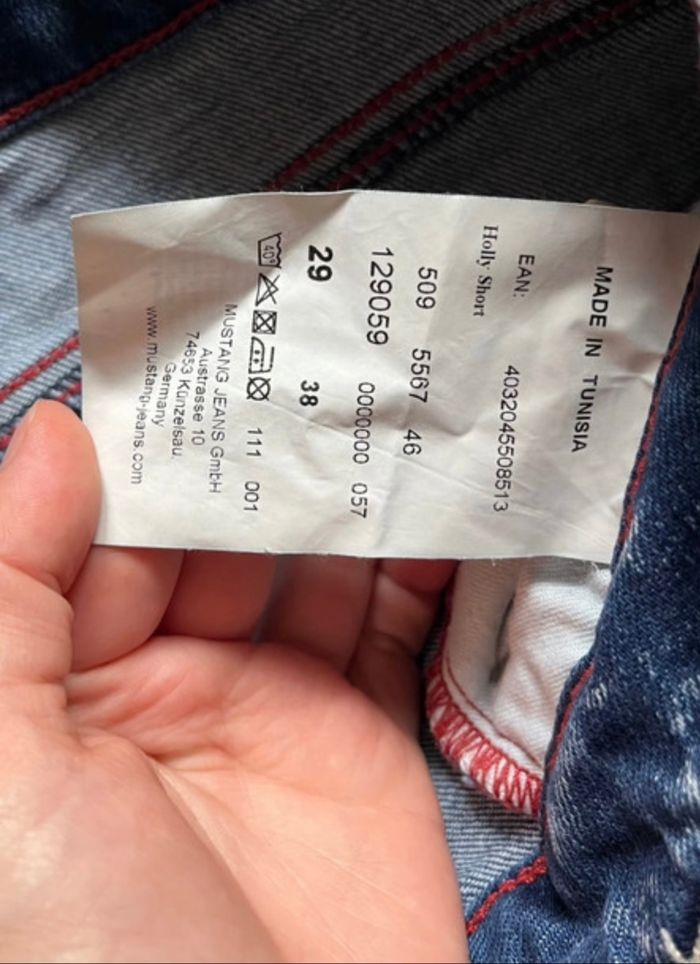 MADE IN TUNISIA
EAN: 4032045508513
Holly Short
509 5567 46
129059 0000000 057
29 38
40° 111 001
MUSTANG JEANS GmbH
Austrasse 10
74653 Künzelsau
Germany
www.mustang-jeans.com